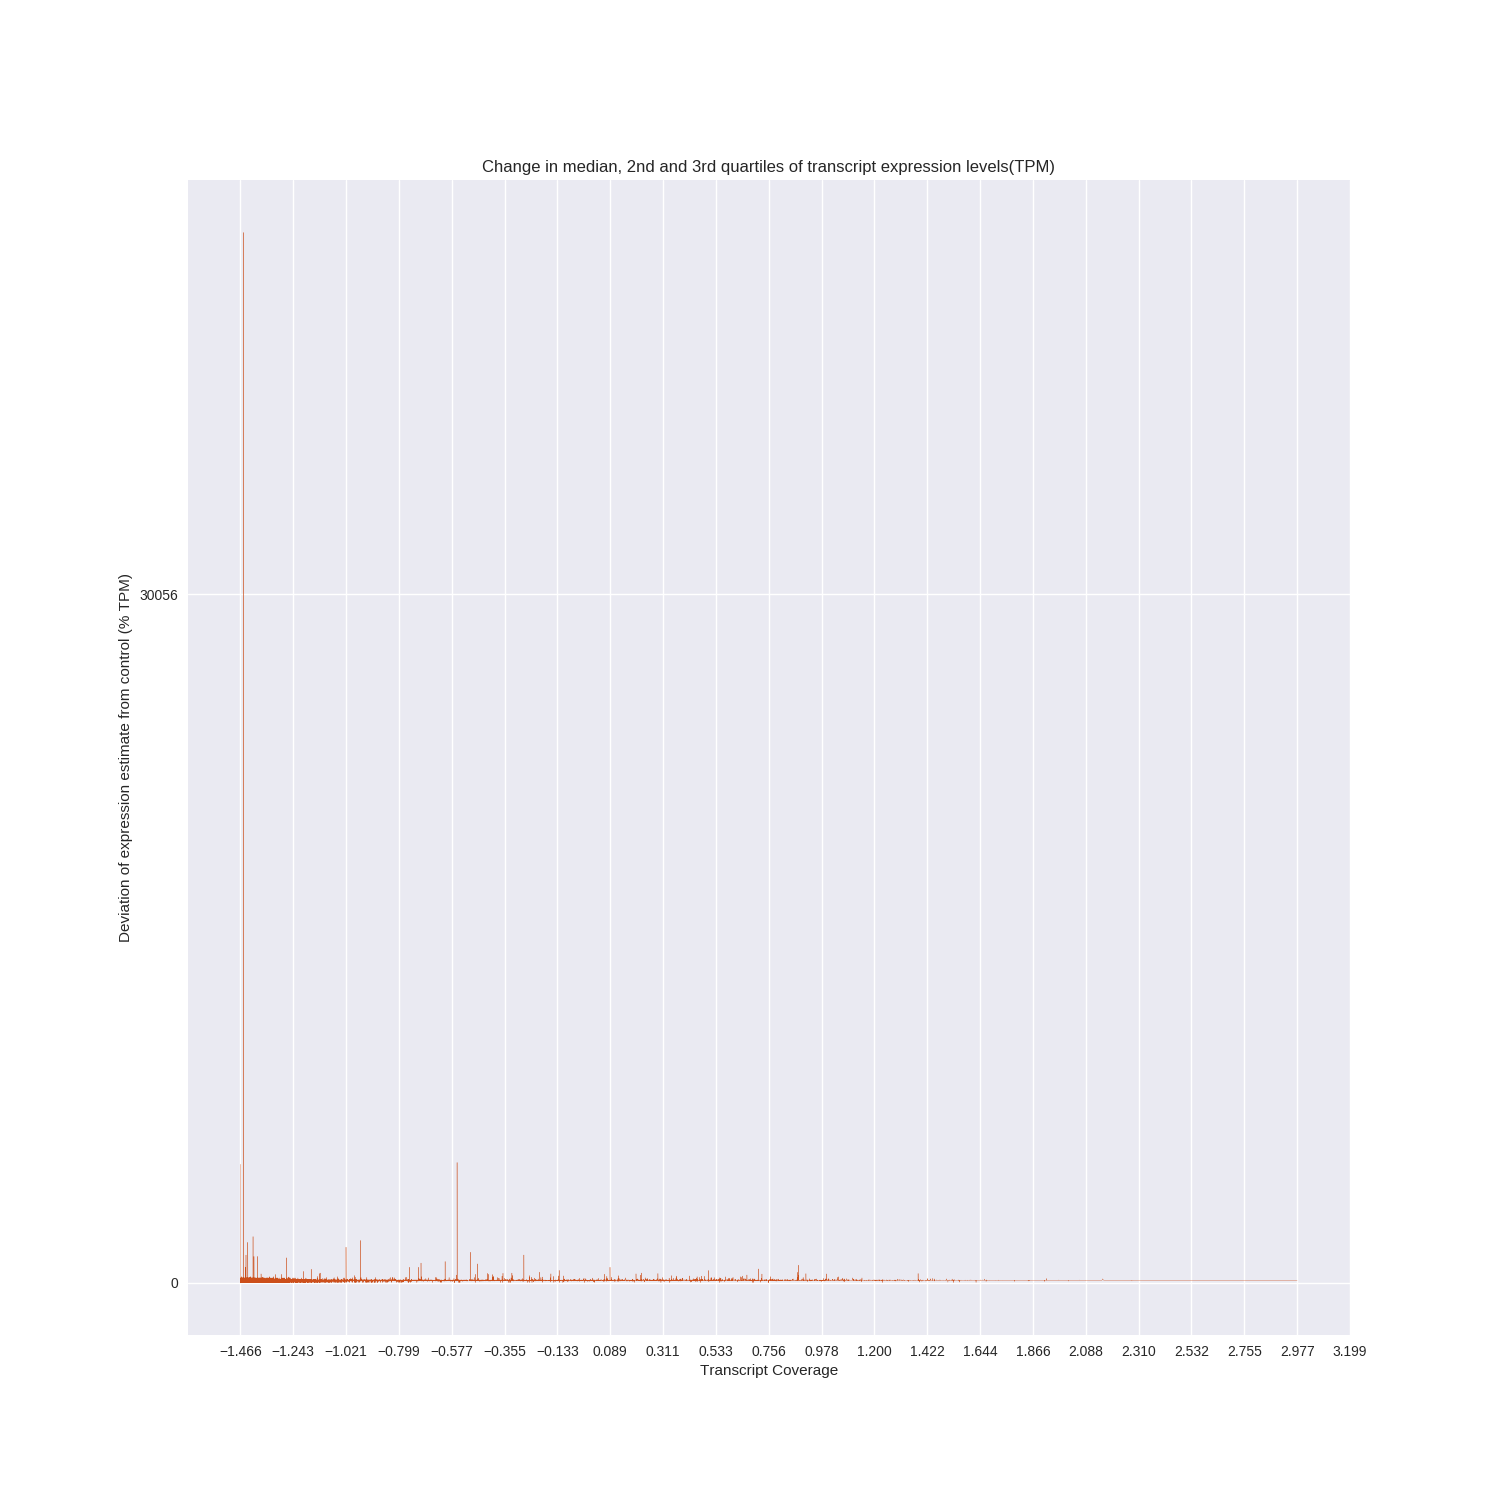 Change in median, 2nd and 3rd quartiles of transcript expression levels(TPM)
Deviation of expression estimate from control (% TPM)
30056
0
−1.466 −1.243 −1.021 −0.799 −0.577 −0.355 −0.133 0.089 0.311 0.533 0.756 0.978 1.200 1.422 1.644 1.866 2.088 2.310 2.532 2.755 2.977 3.199
Transcript Coverage